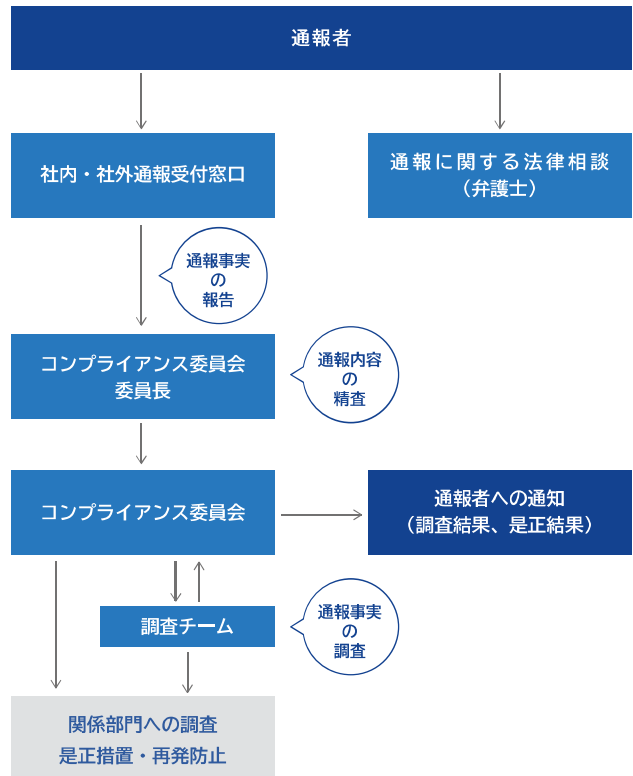 通報者
社内・社外通報受付窓口
通報に関する法律相談
（弁護士）
通報事実
の
報告
コンプライアンス委員会
委員長
通報内容
の
精査
コンプライアンス委員会
通報者への通知
（調査結果、是正結果）
調査チーム
通報事実
の
調査
関係部門への調査
是正措置・再発防止